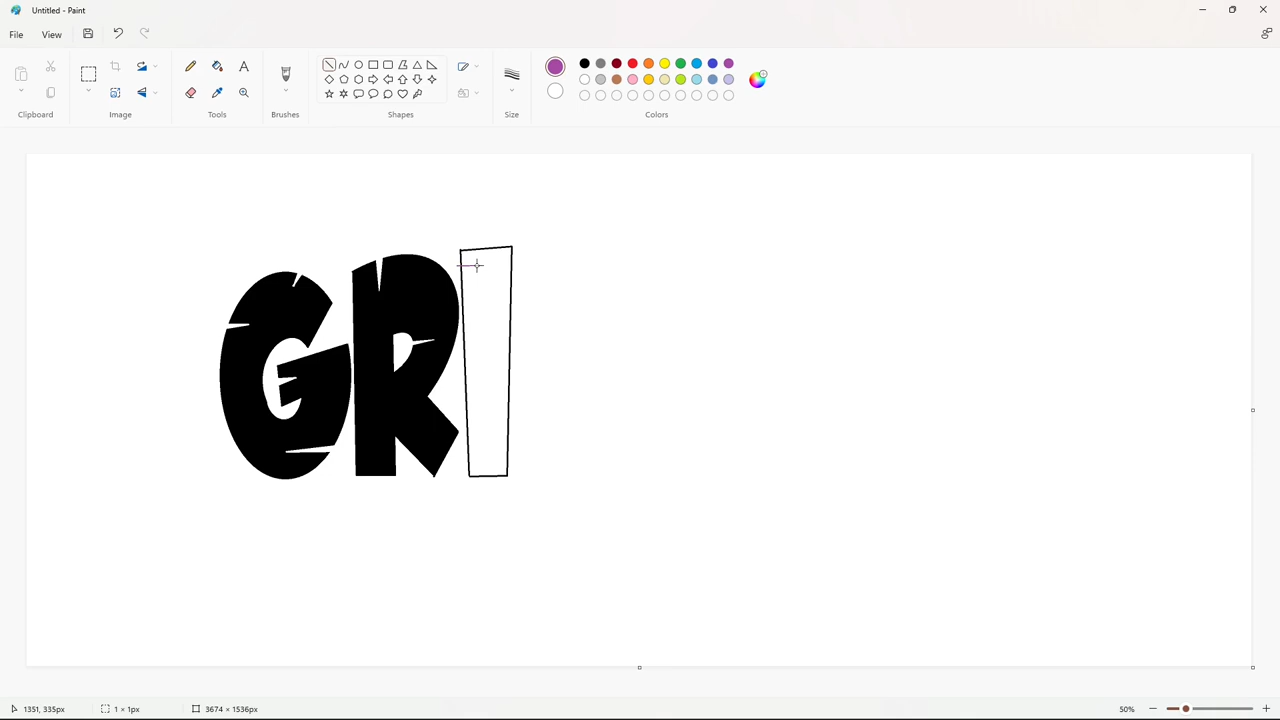 Untitled - Paint
File View
Clipboard Image Tools Brushes Shapes Size Colors
A
GRI
1351, 335px 1 × 1px 3674 × 1536px 50%